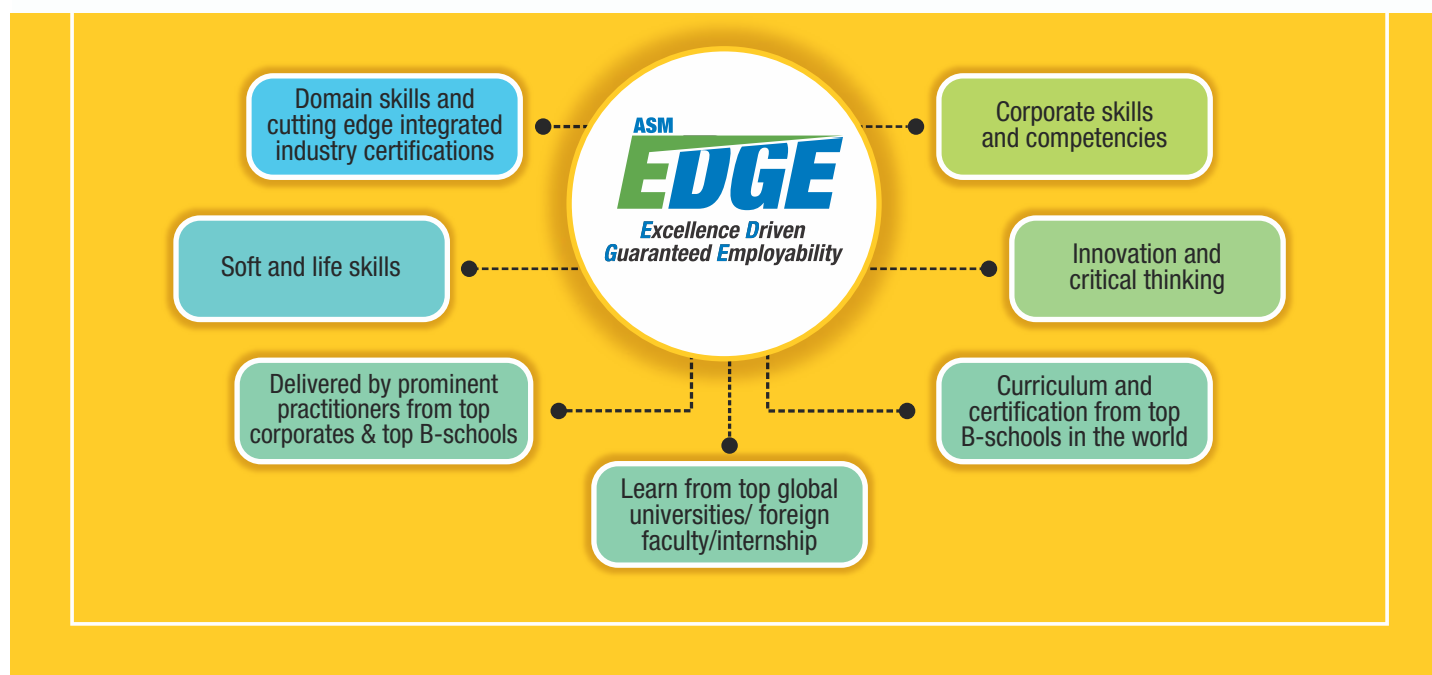 Domain skills and
cutting edge integrated
industry certifications
ASM
EDGE
Excellence Driven
Guaranteed Employability
Corporate skills
and competencies
Soft and life skills
Innovation and
critical thinking
Delivered by prominent
practitioners from top
corporates & top B-schools
Curriculum and
certification from top
B-schools in the world
Learn from top global
universities/ foreign
faculty/internship